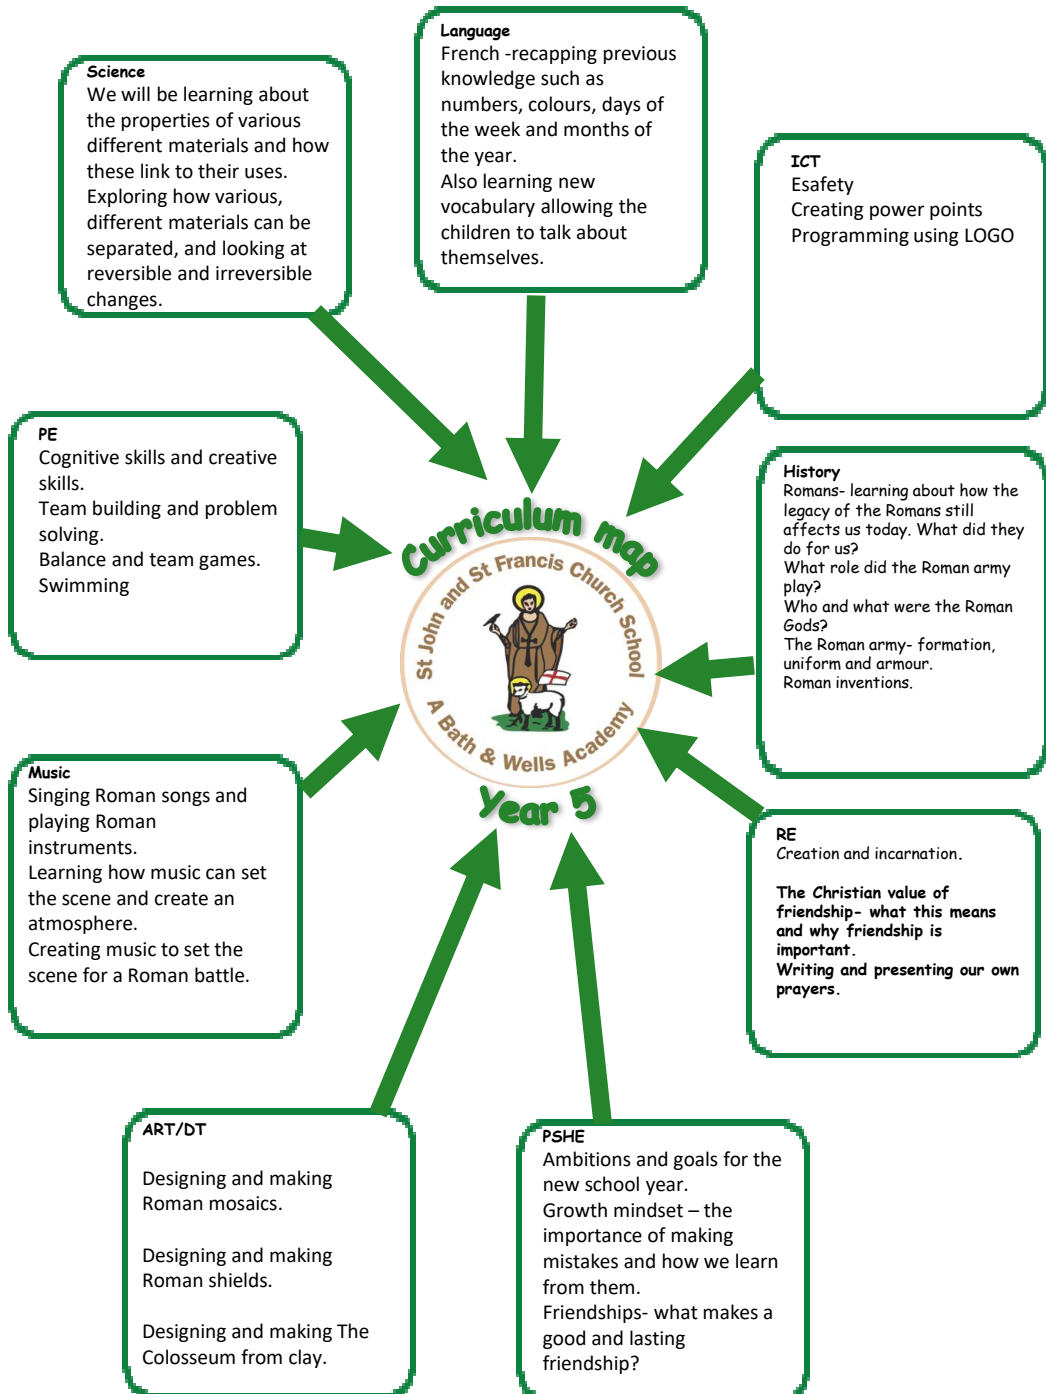 Language
French -recapping previous
knowledge such as
numbers, colours, days of
the week and months of
the year.
Also learning new
vocabulary allowing the
children to talk about
themselves.
Science
We will be learning about
the properties of various
different materials and how
these link to their uses.
Exploring how various,
different materials can be
separated, and looking at
reversible and irreversible
changes.
ICT
Esafety
Creating power points
Programming using LOGO
PE
Cognitive skills and creative
skills.
Team building and problem
solving.
Balance and team games.
Swimming
History
Romans- learning about how the
legacy of the Romans still
affects us today. What did they
do for us?
What role did the Roman army
play?
Who and what were the Roman
Gods?
The Roman army- formation,
uniform and armour.
Roman inventions.
Curriculum map
St John and St Francis Church School
A Bath & Wells Academy
Year 5
Music
Singing Roman songs and
playing Roman
instruments.
Learning how music can set
the scene and create an
atmosphere.
Creating music to set the
scene for a Roman battle.
RE
Creation and incarnation.
The Christian value of
friendship- what this means
and why friendship is
important.
Writing and presenting our own
prayers.
ART/DT
Designing and making
Roman mosaics.
Designing and making
Roman shields.
Designing and making The
Colosseum from clay.
PSHE
Ambitions and goals for the
new school year.
Growth mindset – the
importance of making
mistakes and how we learn
from them.
Friendships- what makes a
good and lasting
friendship?